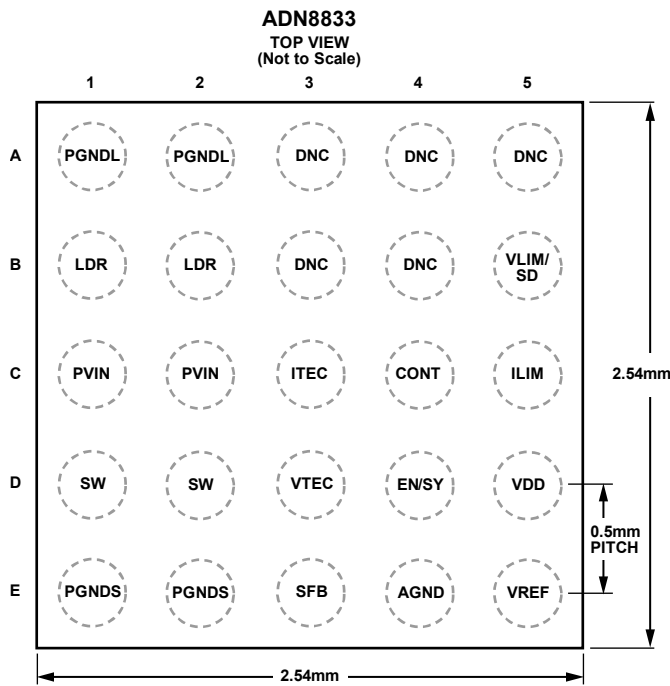 ADN8833
TOP VIEW
(Not to Scale)
1 2 3 4 5
A PGNDL PGNDL DNC DNC DNC
B LDR LDR DNC DNC VLIM/
SD
C PVIN PVIN ITEC CONT ILIM
2.54mm
D SW SW VTEC EN/SY VDD
0.5mm
PITCH
E PGNDS PGNDS SFB AGND VREF
2.54mm